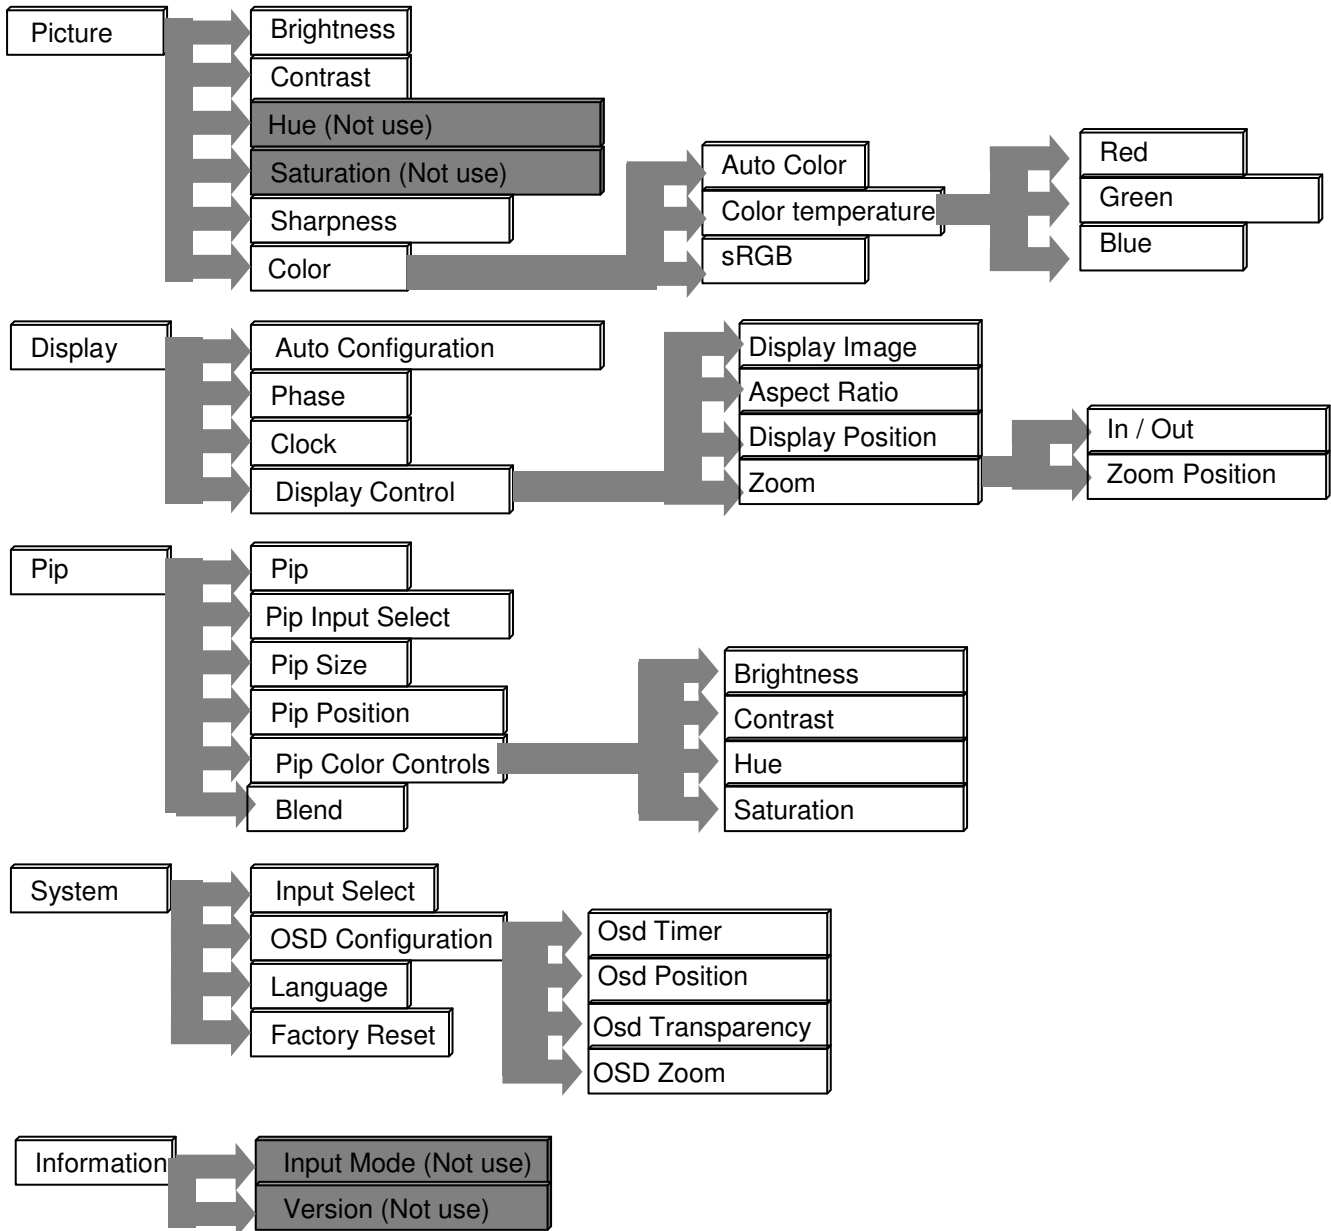 Picture
Brightness
Contrast
Hue (Not use)
Saturation (Not use)
Sharpness
Color
Auto Color
Color temperature
sRGB
Red
Green
Blue
Display
Auto Configuration
Phase
Clock
Display Control
Display Image
Aspect Ratio
Display Position
Zoom
In / Out
Zoom Position
Pip
Pip
Pip Input Select
Pip Size
Pip Position
Pip Color Controls
Blend
Brightness
Contrast
Hue
Saturation
System
Input Select
OSD Configuration
Language
Factory Reset
Osd Timer
Osd Position
Osd Transparency
OSD Zoom
Information
Input Mode (Not use)
Version (Not use)